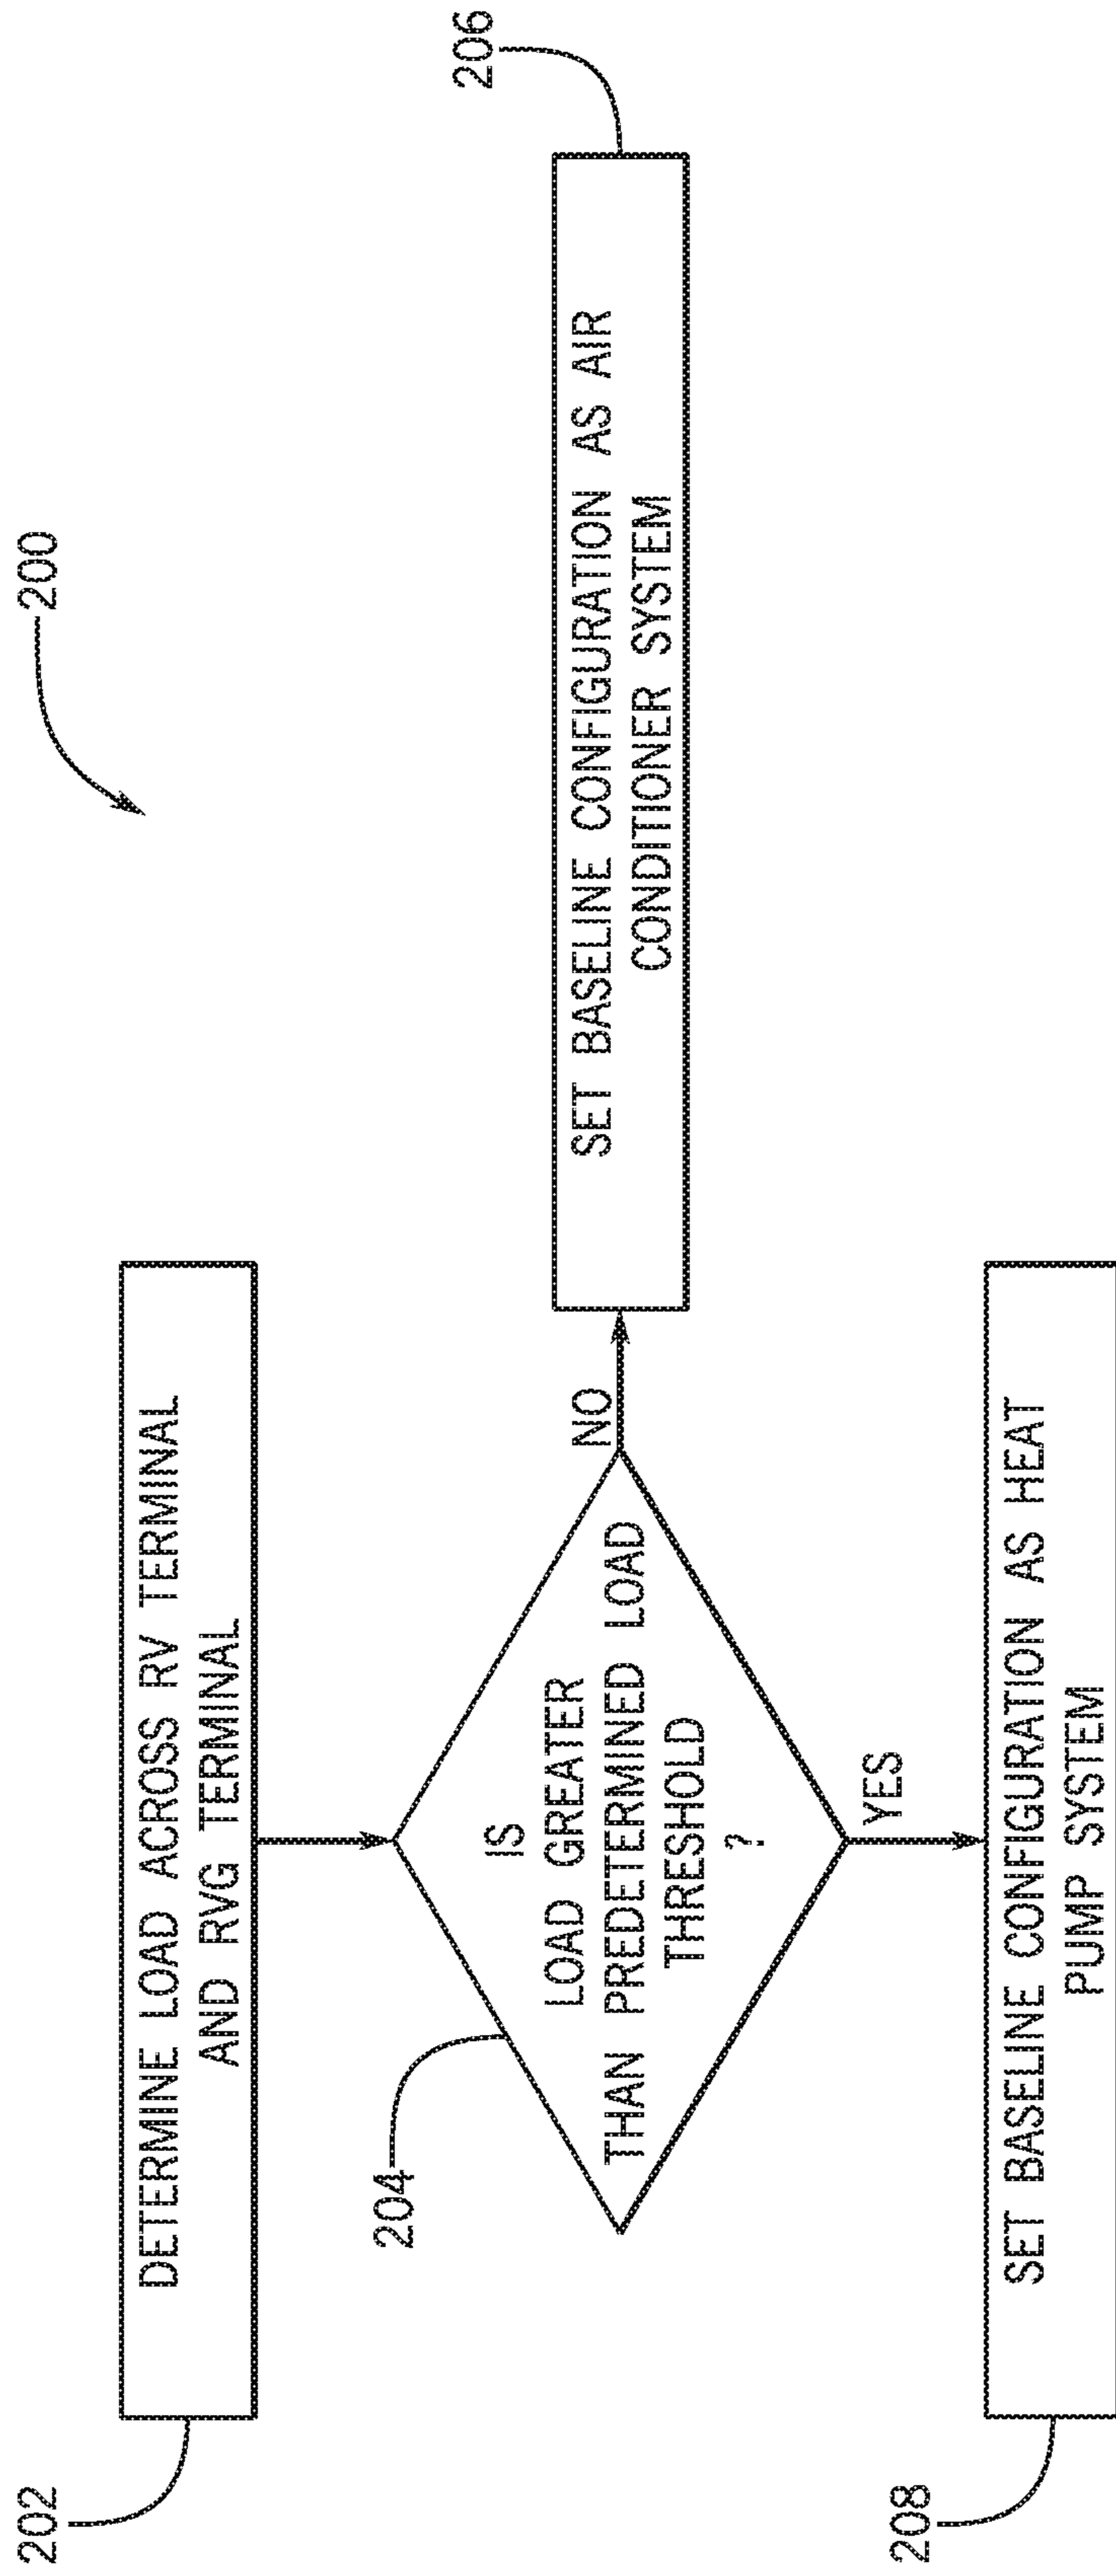 200
202
DETERMINE LOAD ACROSS RV TERMINAL
AND RVG TERMINAL
204
IS
LOAD GREATER
THAN PREDETERMINED LOAD
THRESHOLD
?
NO
206
SET BASELINE CONFIGURATION AS AIR
CONDITIONER SYSTEM
YES
208
SET BASELINE CONFIGURATION AS HEAT
PUMP SYSTEM